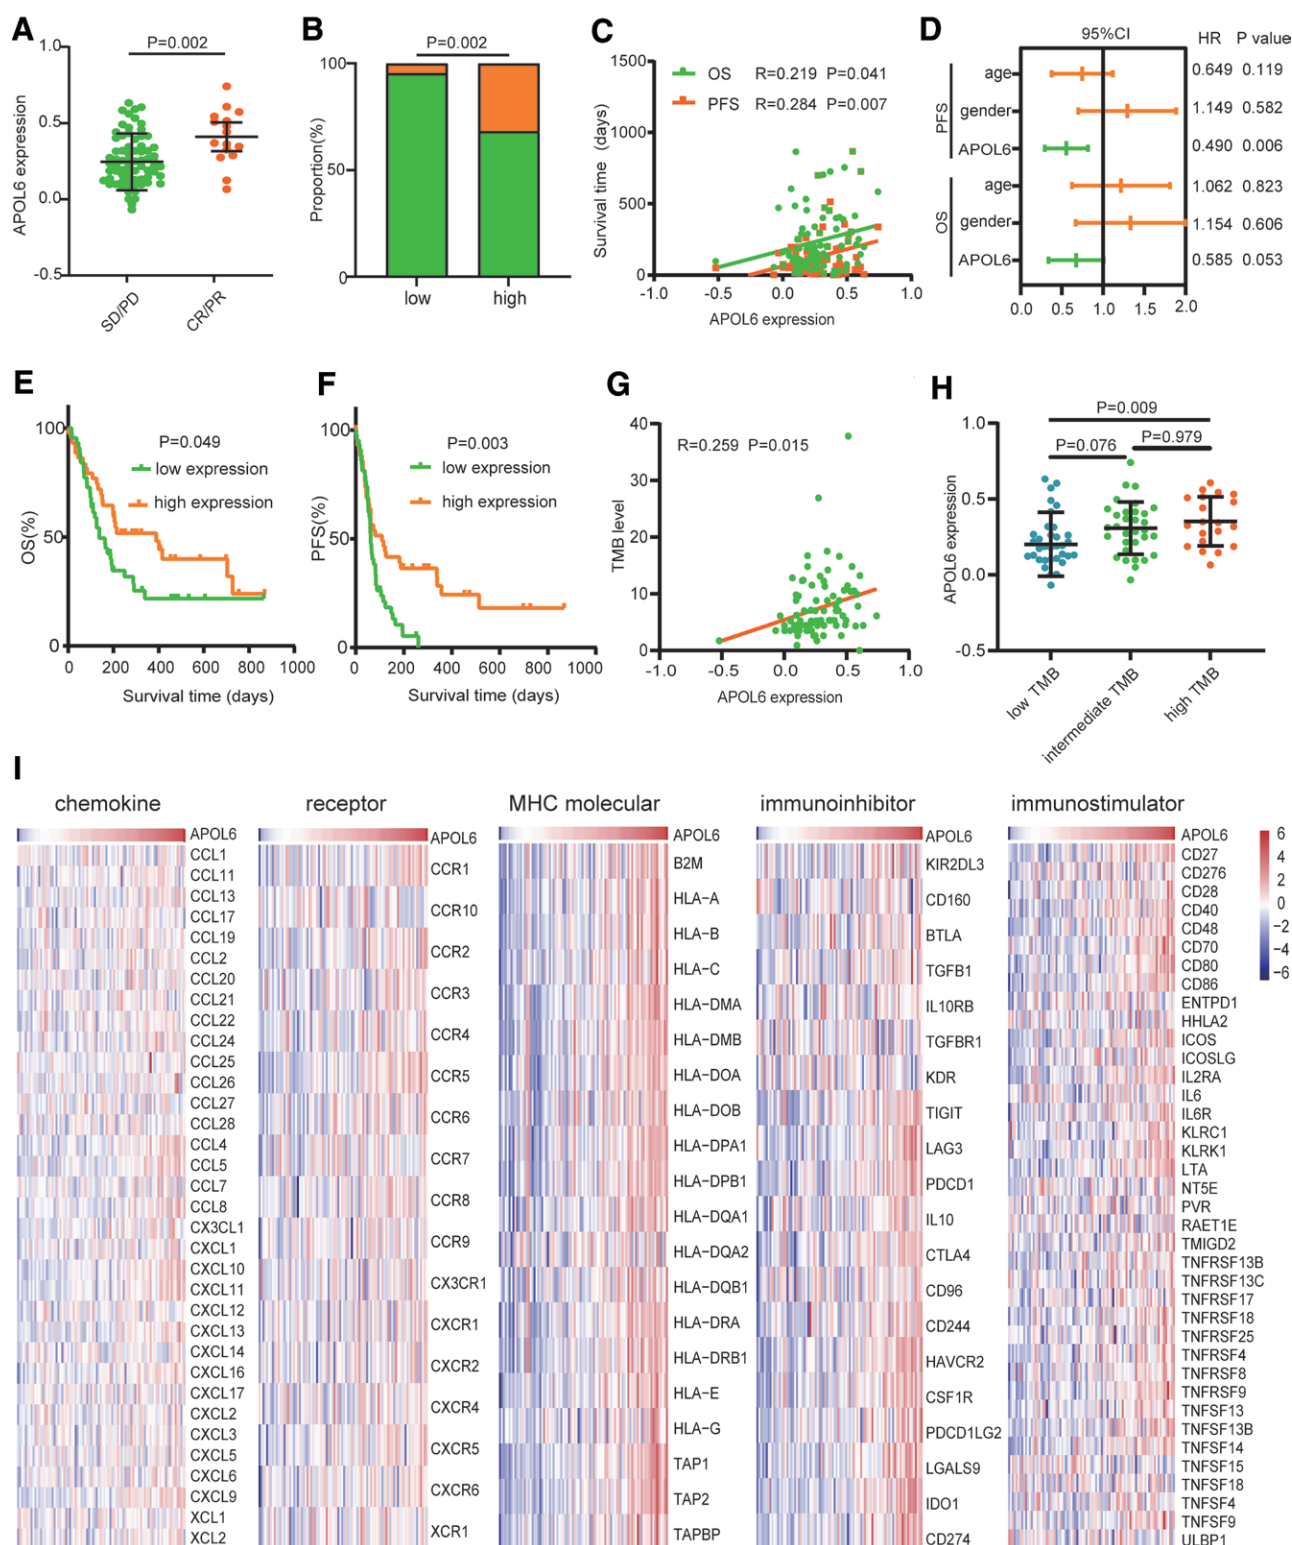 A
P=0.002
APOL6 expression
1.0
0.5
0.0
-0.5
SD/PD
CR/PR
B
P=0.002
Proportion(%)
100
50
0
low
high
C
OS R=0.219 P=0.041
PFS R=0.284 P=0.007
Survival time (days)
1500
1000
500
0
-1.0 -0.5 0.0 0.5 1.0
APOL6 expression
D
95%CI HR P value
PFS
age 0.649 0.119
gender 1.149 0.582
APOL6 0.490 0.006
OS
age 1.062 0.823
gender 1.154 0.606
APOL6 0.585 0.053
0.0 0.5 1.0 1.5 2.0
E
P=0.049
low expression
high expression
OS(%)
100
50
0
0 200 400 600 800 1000
Survival time (days)
F
P=0.003
low expression
high expression
PFS(%)
100
50
0
0 200 400 600 800 1000
Survival time (days)
G
R=0.259 P=0.015
TMB level
40
30
20
10
0
-1.0 -0.5 0.0 0.5 1.0
APOL6 expression
H
P=0.009
P=0.076
P=0.979
APOL6 expression
1.0
0.5
0.0
-0.5
low TMB
intermediate TMB
high TMB
I
chemokine
APOL6
CCL1
CCL11
CCL13
CCL17
CCL19
CCL2
CCL20
CCL21
CCL22
CCL24
CCL25
CCL26
CCL27
CCL28
CCL4
CCL5
CCL7
CCL8
CX3CL1
CXCL1
CXCL10
CXCL11
CXCL12
CXCL13
CXCL14
CXCL16
CXCL17
CXCL2
CXCL3
CXCL5
CXCL6
CXCL9
XCL1
XCL2
receptor
APOL6
CCR1
CCR10
CCR2
CCR3
CCR4
CCR5
CCR6
CCR7
CCR8
CCR9
CX3CR1
CXCR1
CXCR2
CXCR4
CXCR5
CXCR6
XCR1
MHC molecular
APOL6
B2M
HLA-A
HLA-B
HLA-C
HLA-DMA
HLA-DMB
HLA-DOA
HLA-DOB
HLA-DPA1
HLA-DPB1
HLA-DQA1
HLA-DQA2
HLA-DQB1
HLA-DRA
HLA-DRB1
HLA-E
HLA-G
TAP1
TAP2
TAPBP
immunoinhibitor
APOL6
KIR2DL3
CD160
BTLA
TGFB1
IL10RB
TGFBR1
KDR
TIGIT
LAG3
PDCD1
IL10
CTLA4
CD96
CD244
HAVCR2
CSF1R
PDCD1LG2
LGALS9
IDO1
CD274
immunostimulator
APOL6
CD27
CD276
CD28
CD40
CD48
CD70
CD80
CD86
ENTPD1
HHLA2
ICOS
ICOSLG
IL2RA
IL6
IL6R
KLRC1
KLRK1
LTA
NT5E
PVR
RAET1E
TMIGD2
TNFRSF13B
TNFRSF13C
TNFRSF17
TNFRSF18
TNFRSF25
TNFRSF4
TNFRSF8
TNFRSF9
TNFSF13
TNFSF13B
TNFSF14
TNFSF15
TNFSF18
TNFSF4
TNFSF9
ULBP1
6
4
2
0
−2
−4
−6